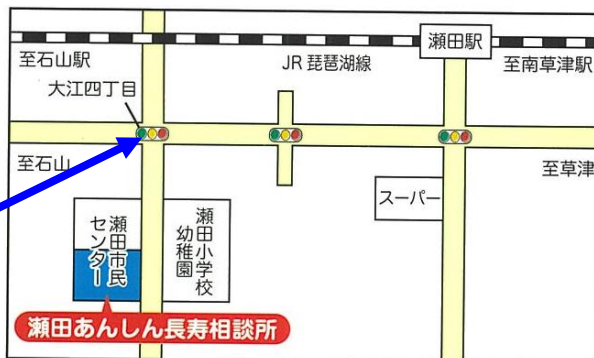 瀬田駅
至石山駅
JR 琵琶湖線
至南草津駅
大江四丁目
至石山
至草津
スーパー
瀬田市民
センター
瀬田小学校
幼稚園
瀬田あんしん長寿相談所